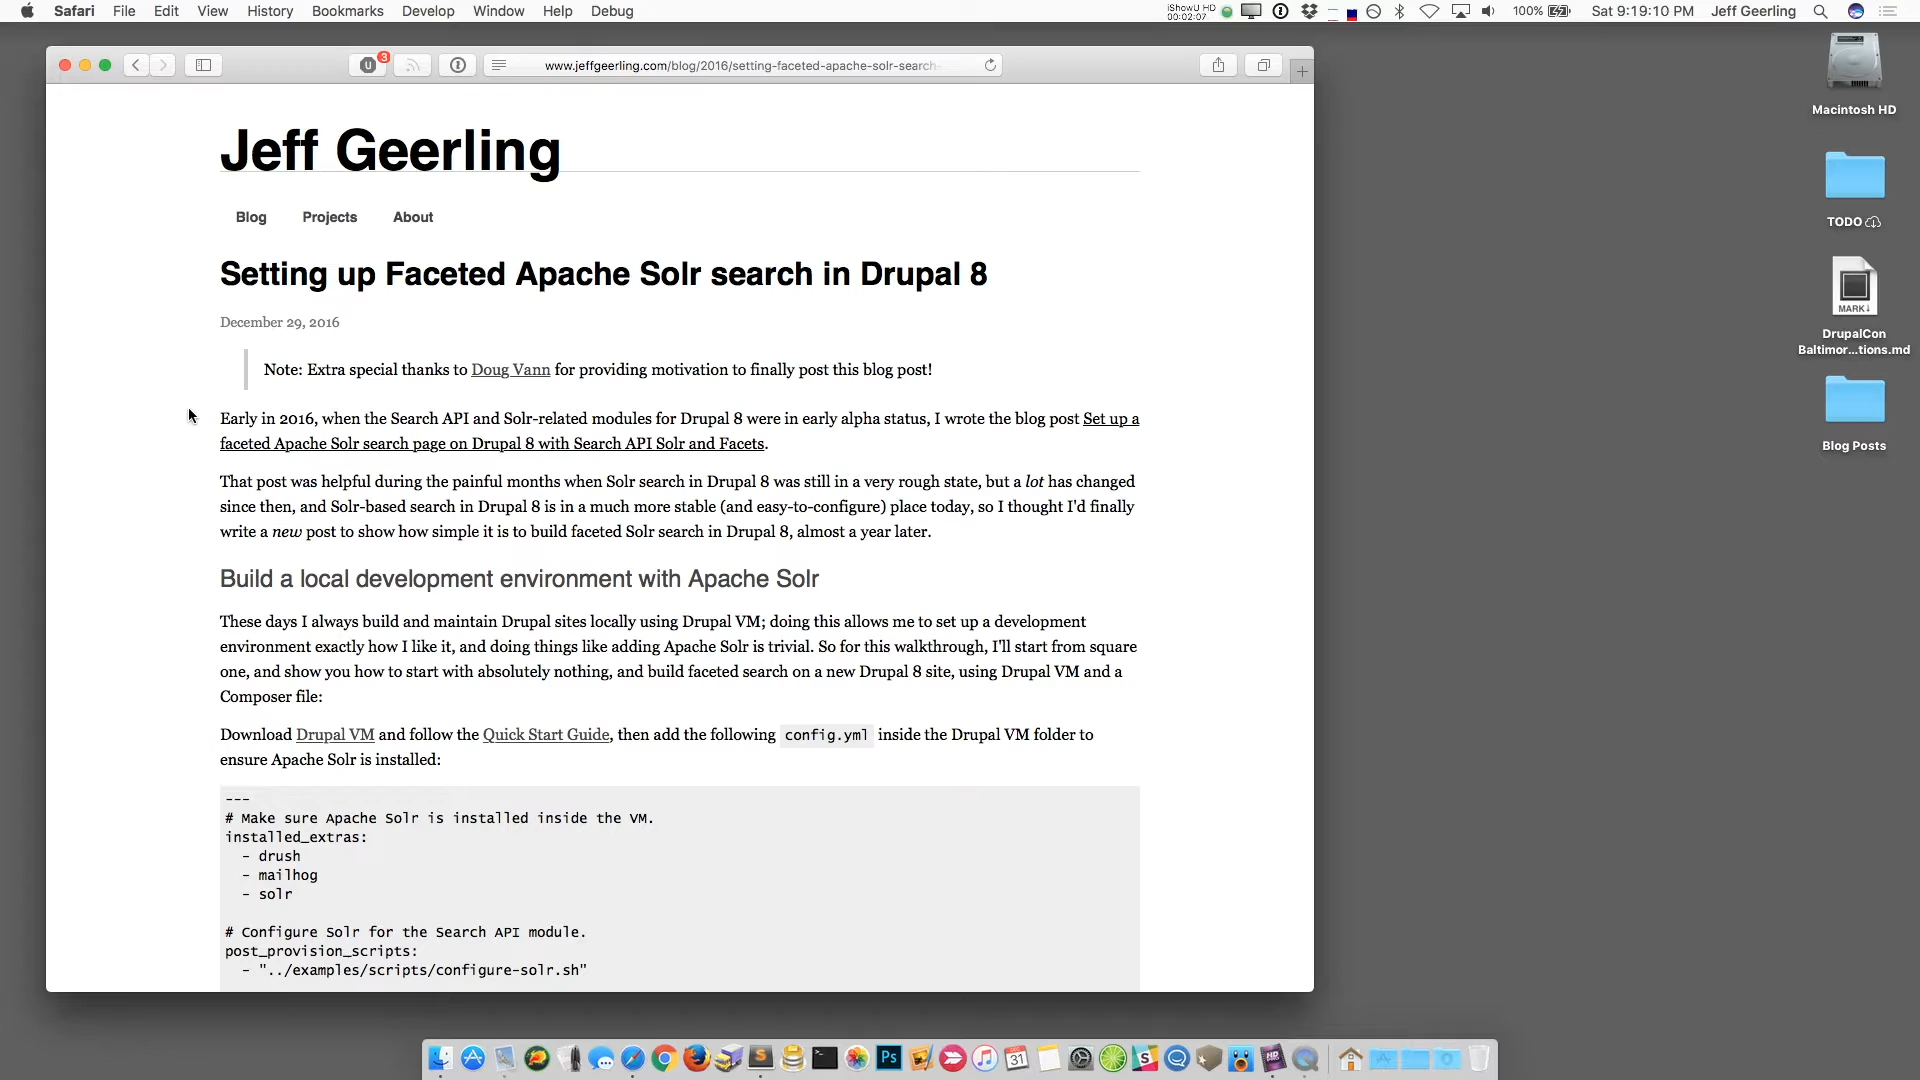 Safari File Edit View History Bookmarks Develop Window Help Debug
iShowU HD
00:02:07
100% Sat 9:19:10 PM Jeff Geerling
3
www.jeffgeerling.com/blog/2016/setting-faceted-apache-solr-search-
Jeff Geerling
Blog Projects About
Setting up Faceted Apache Solr search in Drupal 8
December 29, 2016
Note: Extra special thanks to Doug Vann for providing motivation to finally post this blog post!
Early in 2016, when the Search API and Solr-related modules for Drupal 8 were in early alpha status, I wrote the blog post Set up a
faceted Apache Solr search page on Drupal 8 with Search API Solr and Facets.
That post was helpful during the painful months when Solr search in Drupal 8 was still in a very rough state, but a lot has changed
since then, and Solr-based search in Drupal 8 is in a much more stable (and easy-to-configure) place today, so I thought I'd finally
write a new post to show how simple it is to build faceted Solr search in Drupal 8, almost a year later.
Build a local development environment with Apache Solr
These days I always build and maintain Drupal sites locally using Drupal VM; doing this allows me to set up a development
environment exactly how I like it, and doing things like adding Apache Solr is trivial. So for this walkthrough, I'll start from square
one, and show you how to start with absolutely nothing, and build faceted search on a new Drupal 8 site, using Drupal VM and a
Composer file:
Download Drupal VM and follow the Quick Start Guide, then add the following config.yml inside the Drupal VM folder to
ensure Apache Solr is installed:
---
# Make sure Apache Solr is installed inside the VM.
installed_extras:
- drush
- mailhog
- solr
# Configure Solr for the Search API module.
post_provision_scripts:
- "../examples/scripts/configure-solr.sh"
Macintosh HD
TODO
MARK↓
DrupalCon
Baltimor...tions.md
Blog Posts
Ps
31